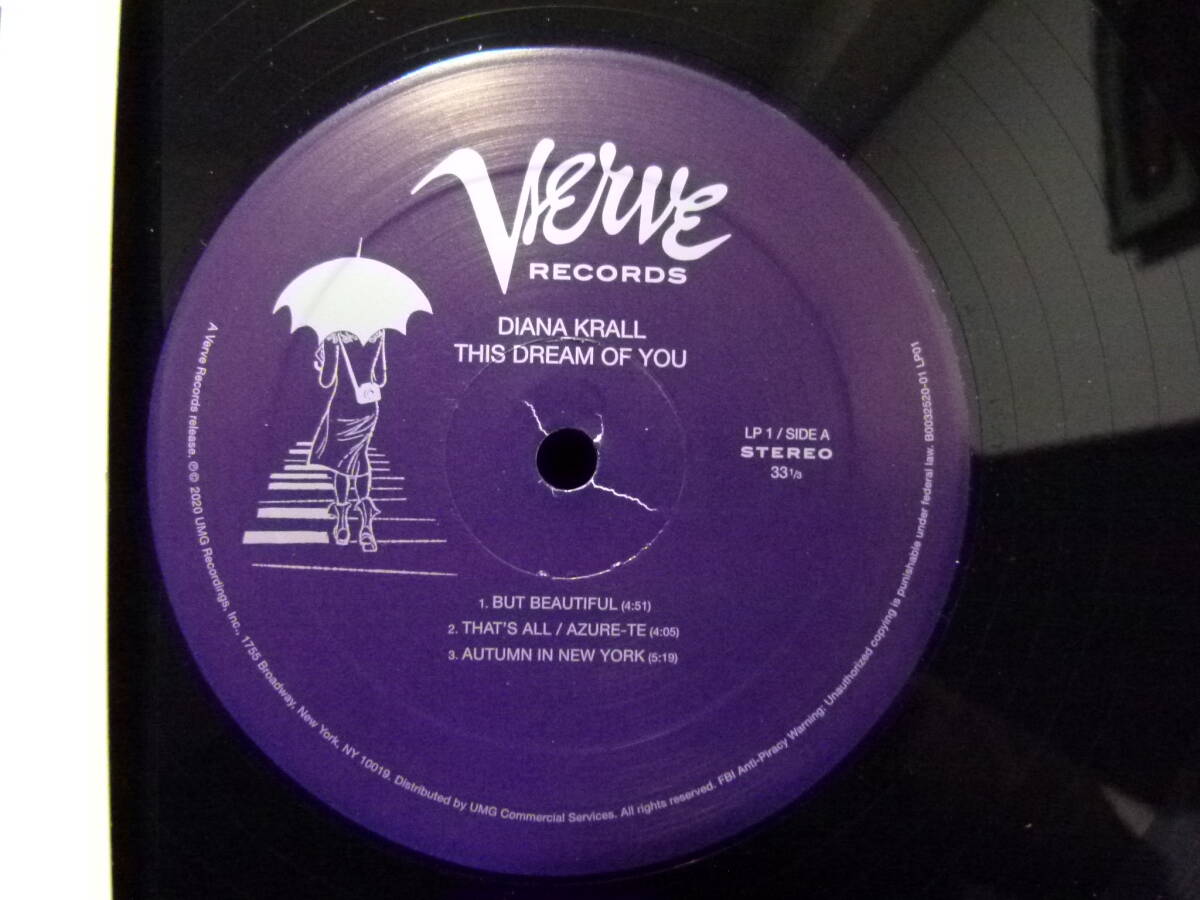 Verve
RECORDS
DIANA KRALL
THIS DREAM OF YOU
LP 1 / SIDE A
STEREO
33 1/3
1. BUT BEAUTIFUL (4:51)
2. THAT'S ALL / AZURE-TE (4:05)
3. AUTUMN IN NEW YORK (5:19)
A Verve Records release. ℗© 2020 UMG Recordings, Inc., 1755 Broadway, New York, NY 10019. Distributed by UMG Commercial Services. All rights reserved. FBI Anti-Piracy Warning: Unauthorized copying is punishable under federal law. B0032520-01 LP01